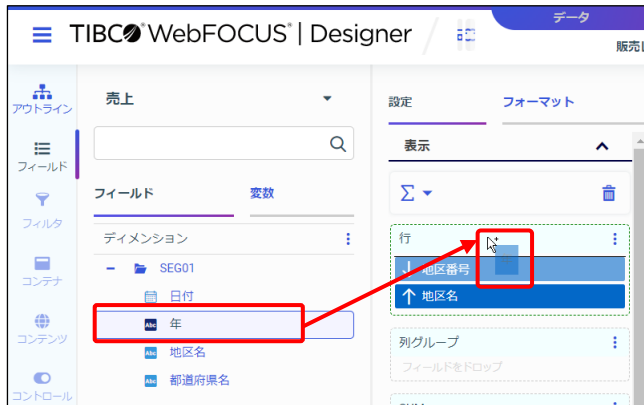 データ
TIBCO WebFOCUS® | Designer
販売
アウトライン
フィールド
フィルタ
コンテナ
コンテンツ
コントロール
売上
フィールド
変数
ディメンション
SEG01
日付
Abc 年
Abc 地区名
Abc 都道府県名
設定
フォーマット
表示
Σ
行
↓ 地区番号
↑ 地区名
列グループ
フィールドをドロップ